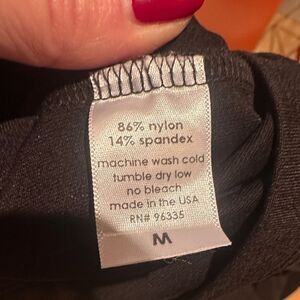 86% nylon
14% spandex
machine wash cold
tumble dry low
no bleach
made in the USA
RN# 96335
M